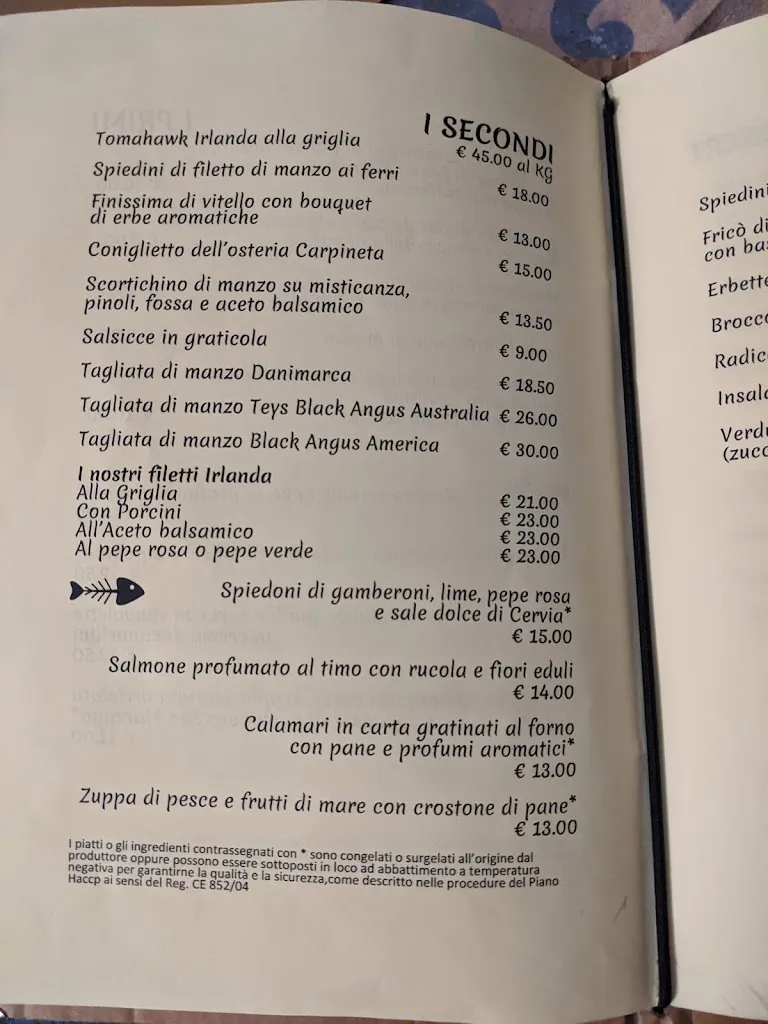 I SECONDI
Tomahawk Irlanda alla griglia € 45.00 al KG
Spiedini di filetto di manzo ai ferri € 18.00
Finissima di vitello con bouquet
di erbe aromatiche € 13.00
Coniglietto dell'osteria Carpineta € 15.00
Scortichino di manzo su misticanza,
pinoli, fossa e aceto balsamico € 13.50
Salsicce in graticola € 9.00
Tagliata di manzo Danimarca € 18.50
Tagliata di manzo Teys Black Angus Australia € 26.00
Tagliata di manzo Black Angus America € 30.00
I nostri filetti Irlanda
Alla Griglia € 21.00
Con Porcini € 23.00
All'Aceto balsamico € 23.00
Al pepe rosa o pepe verde € 23.00
Spiedoni di gamberoni, lime, pepe rosa
e sale dolce di Cervia*
€ 15.00
Salmone profumato al timo con rucola e fiori eduli
€ 14.00
Calamari in carta gratinati al forno
con pane e profumi aromatici*
€ 13.00
Zuppa di pesce e frutti di mare con crostone di pane*
€ 13.00
I piatti o gli ingredienti contrassegnati con * sono congelati o surgelati all'origine dal
produttore oppure possono essere sottoposti in loco ad abbattimento a temperatura
negativa per garantirne la qualità e la sicurezza,come descritto nelle procedure del Piano
Haccp ai sensi del Reg. CE 852/04
Spiedini
Fricò di
con bas
Erbette
Brocco
Radic
Insala
Verdu
(zucc